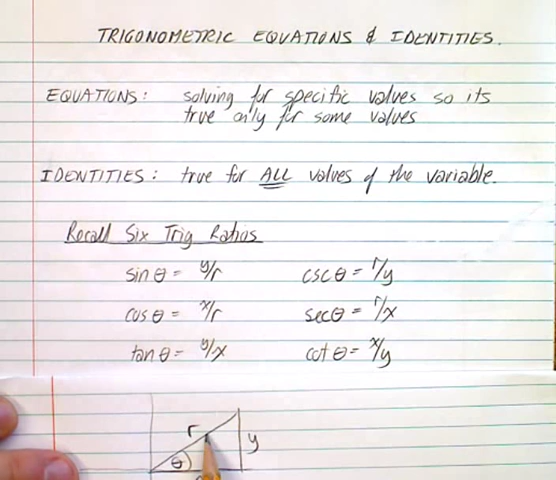 TRIGONOMETRIC EQUATIONS & IDENTITIES.
EQUATIONS: solving for specific values so its
true only for some values
IDENTITIES: true for ALL values of the variable.
Recall Six Trig Ratios
sin θ = y/r csc θ = r/y
cos θ = x/r sec θ = r/x
tan θ = y/x cot θ = x/y
r y
θ